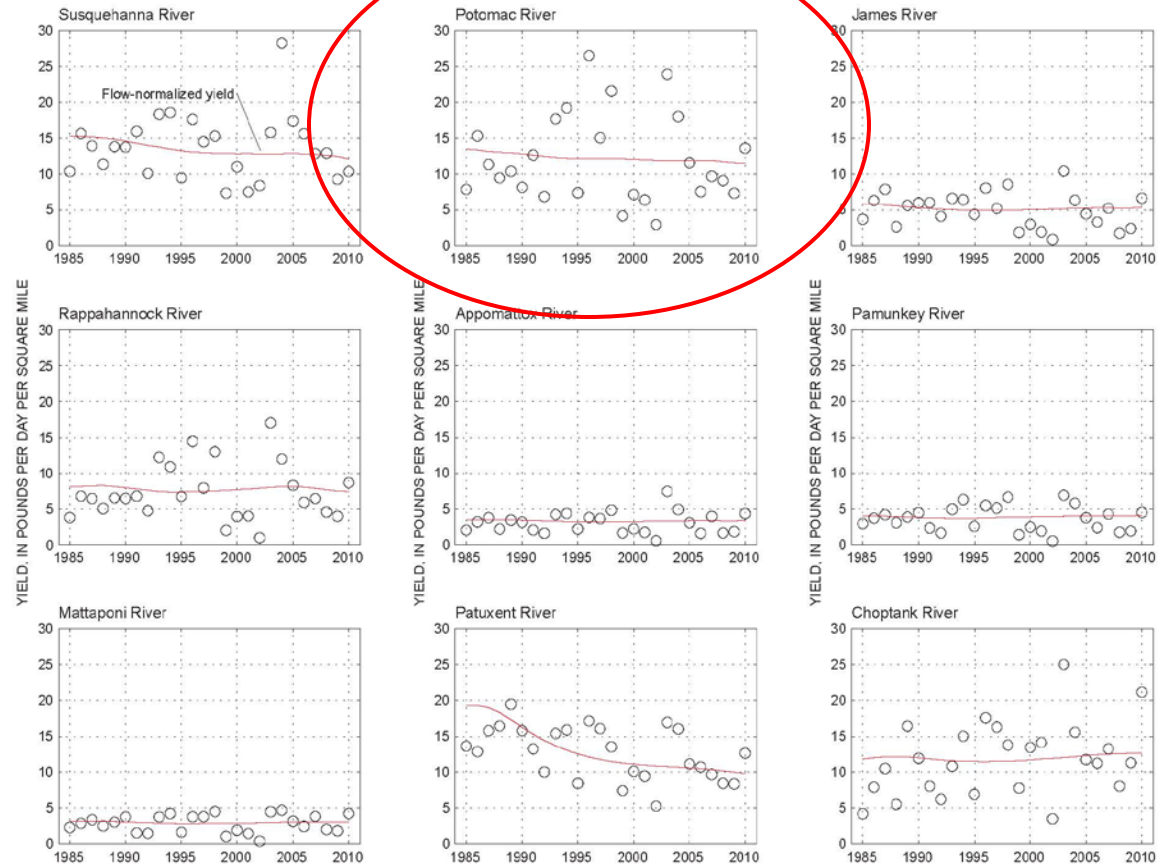 Susquehanna River
30
25
20
15
10
5
0
Flow-normalized yield
1985 1990 1995 2000 2005 2010
Potomac River
30
25
20
15
10
5
0
1985 1990 1995 2000 2005 2010
James River
30
25
20
15
10
5
0
1985 1990 1995 2000 2005 2010
YIELD, IN POUNDS PER DAY PER SQUARE MILE
Rappahannock River
30
25
20
15
10
5
0
1985 1990 1995 2000 2005 2010
YIELD, IN POUNDS PER DAY PER SQUARE MILE
Appomattox River
30
25
20
15
10
5
0
1985 1990 1995 2000 2005 2010
YIELD, IN POUNDS PER DAY PER SQUARE MILE
Pamunkey River
30
25
20
15
10
5
0
1985 1990 1995 2000 2005 2010
Mattaponi River
30
25
20
15
10
5
0
1985 1990 1995 2000 2005 2010
Patuxent River
30
25
20
15
10
5
0
1985 1990 1995 2000 2005 2010
Choptank River
30
25
20
15
10
5
0
1985 1990 1995 2000 2005 2010